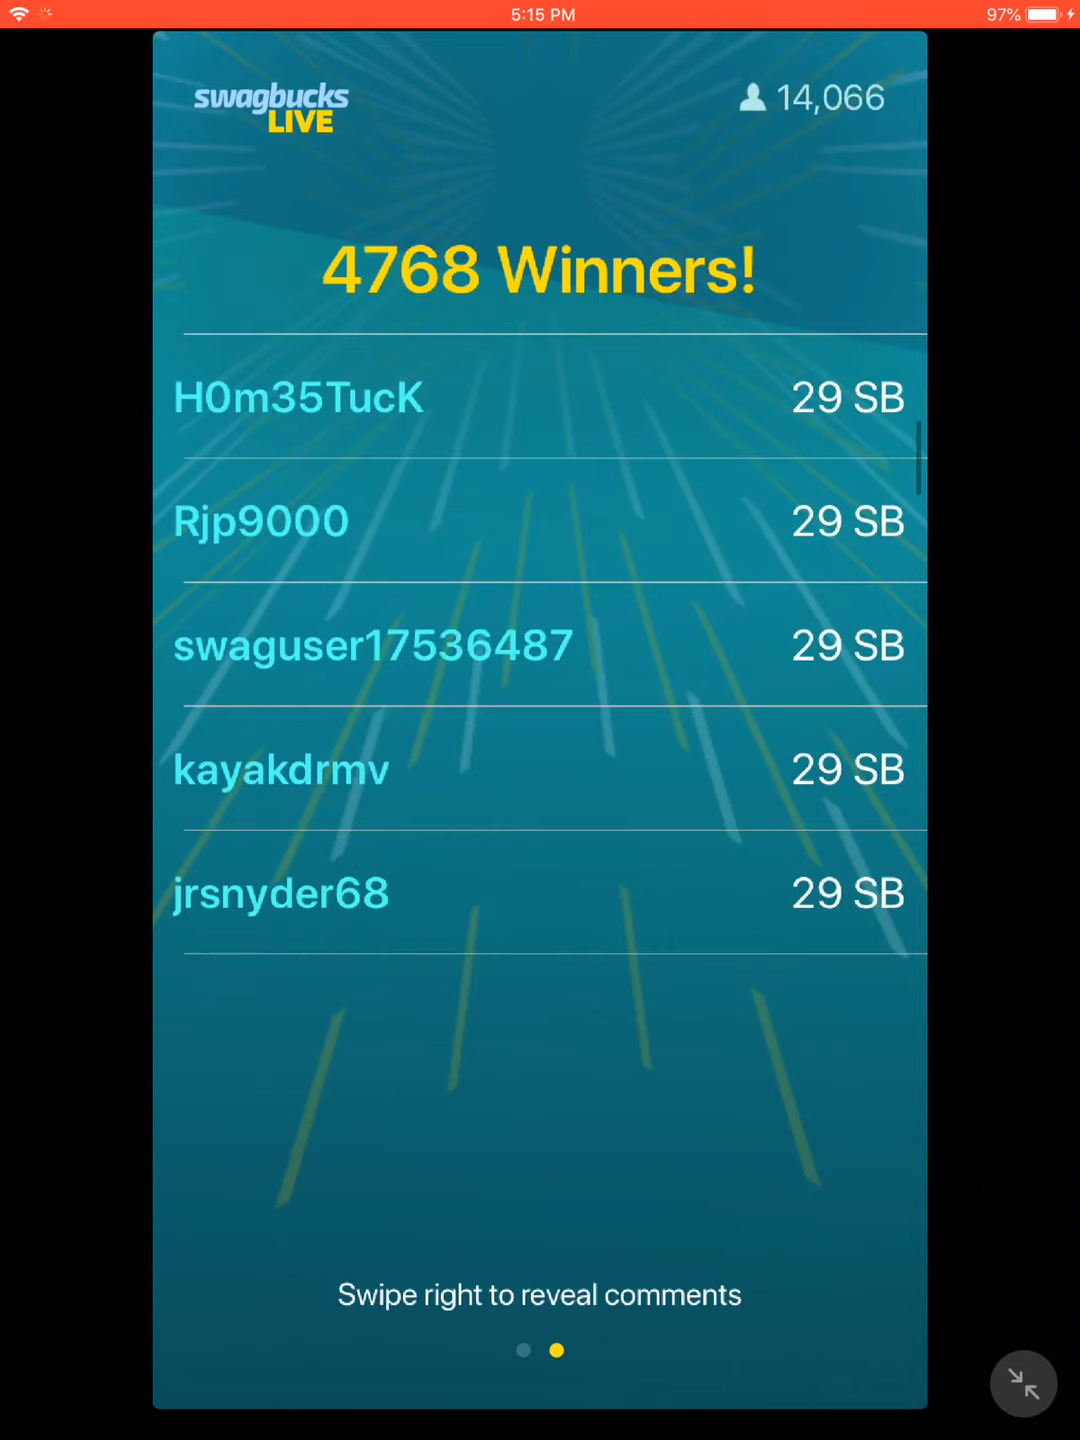 5:15 PM
97%
swagbucks
LIVE
14,066
4768 Winners!
H0m35TucK 29 SB
Rjp9000 29 SB
swaguser17536487 29 SB
kayakdrmv 29 SB
jrsnyder68 29 SB
Swipe right to reveal comments